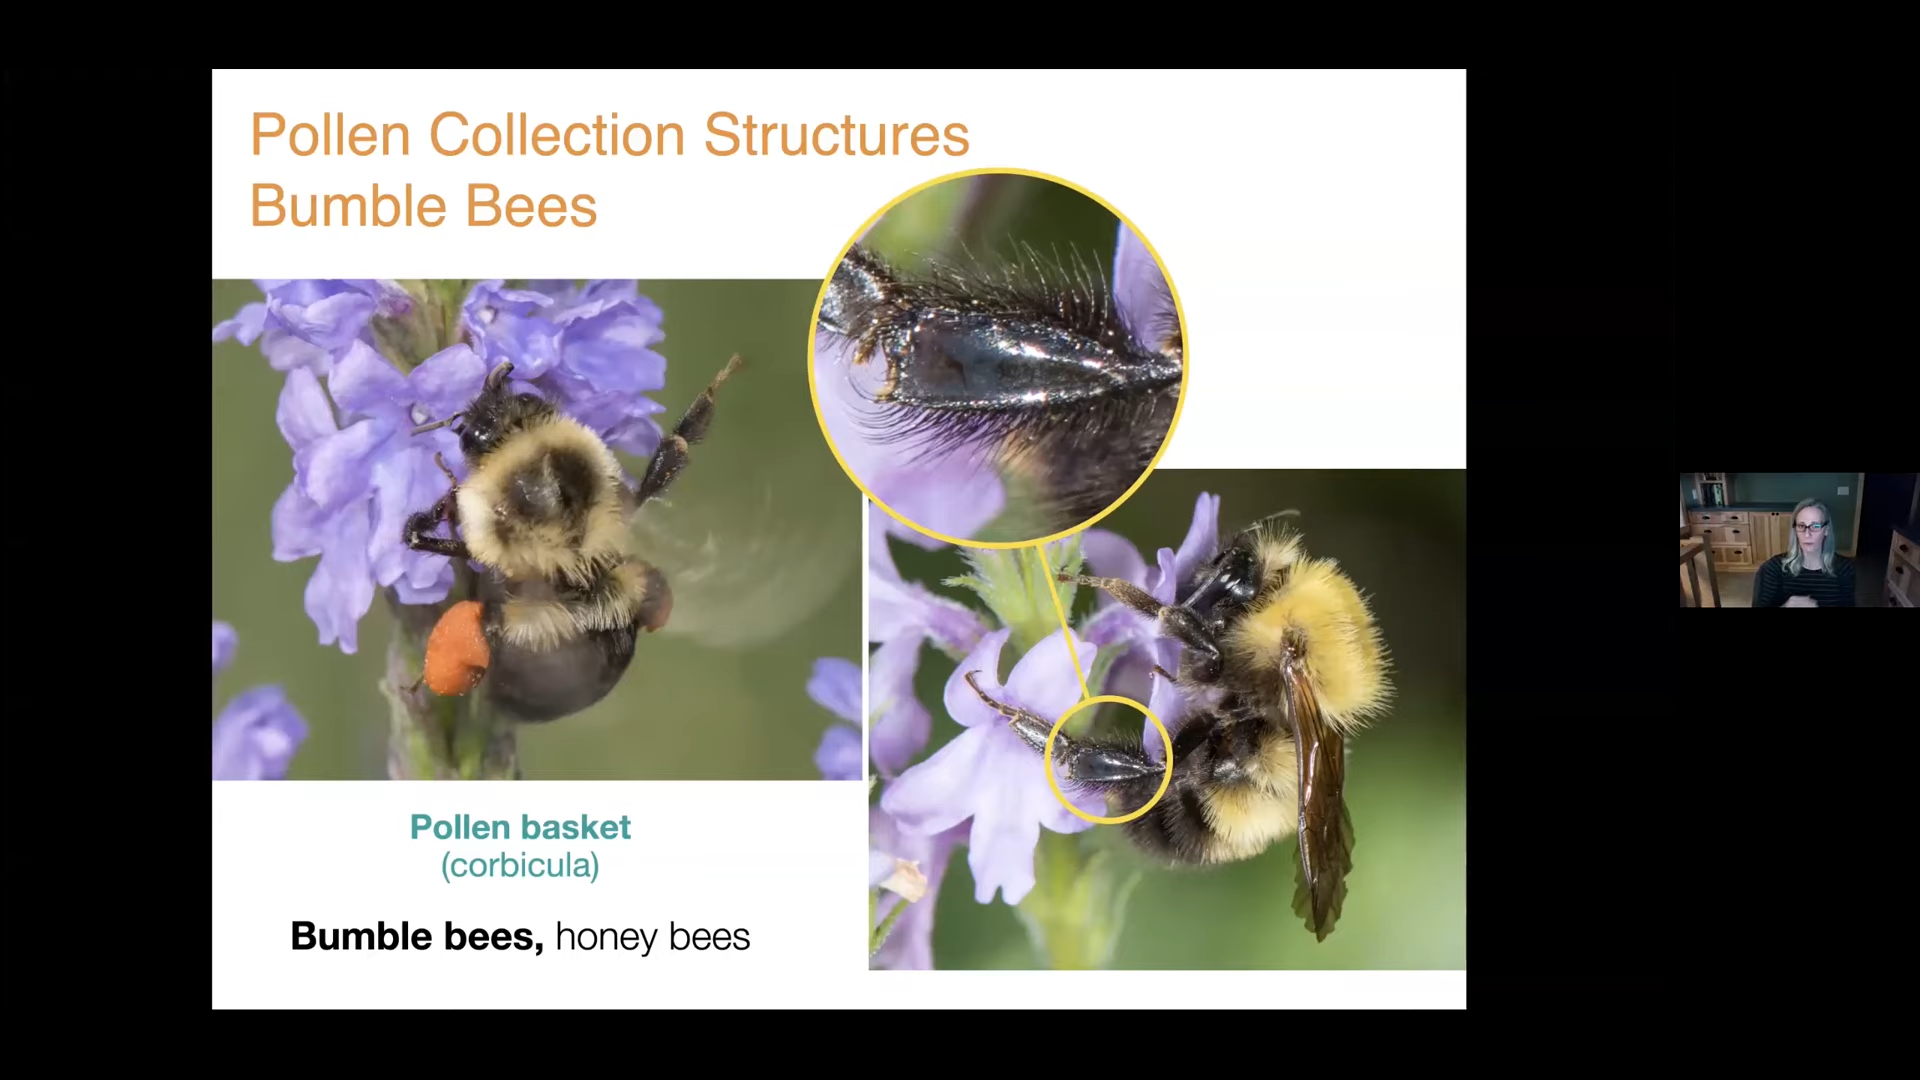 Pollen Collection Structures
Bumble Bees
Pollen basket
(corbicula)
Bumble bees, honey bees